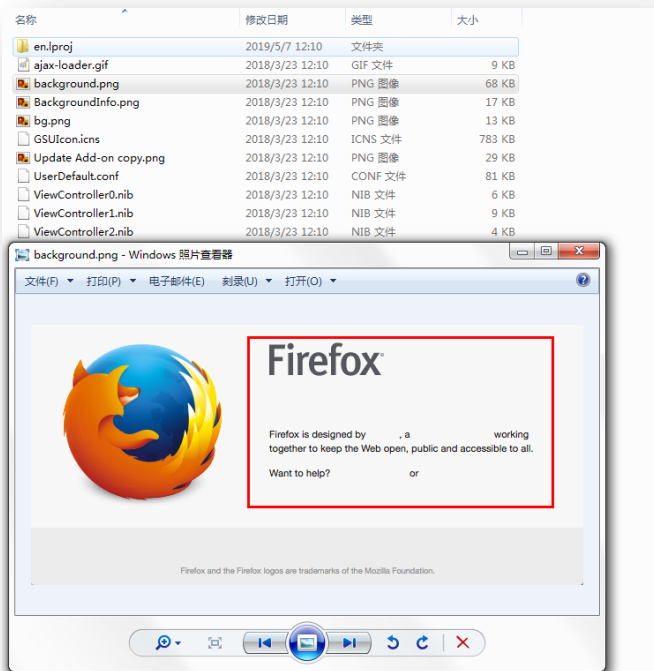 名称 修改日期 类型 大小
en.lproj 2019/5/7 12:10 文件夹
ajax-loader.gif 2018/3/23 12:10 GIF 文件 9 KB
background.png 2018/3/23 12:10 PNG 图像 68 KB
BackgroundInfo.png 2018/3/23 12:10 PNG 图像 17 KB
bg.png 2018/3/23 12:10 PNG 图像 13 KB
GSUIcon.icns 2018/3/23 12:10 ICNS 文件 783 KB
Update Add-on copy.png 2018/3/23 12:10 PNG 图像 29 KB
UserDefault.conf 2018/3/23 12:10 CONF 文件 81 KB
ViewController0.nib 2018/3/23 12:10 NIB 文件 6 KB
ViewController1.nib 2018/3/23 12:10 NIB 文件 9 KB
ViewController2.nib 2018/3/23 12:10 NIB 文件 4 KB
background.png - Windows 照片查看器
文件(F) 打印(P) 电子邮件(E) 刻录(U) 打开(O)
Firefox
Firefox is designed by , a working
together to keep the Web open, public and accessible to all.
Want to help? or
Firefox and the Firefox logos are trademarks of the Mozilla Foundation.